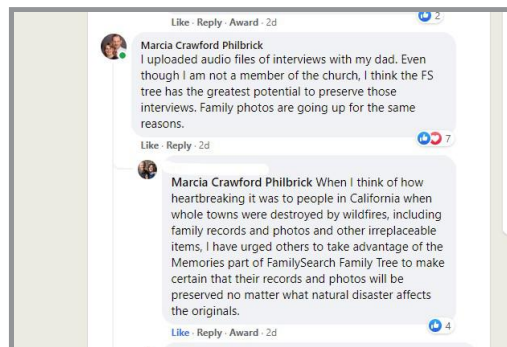 Like · Reply · Award · 2d
2
Marcia Crawford Philbrick
I uploaded audio files of interviews with my dad. Even
though I am not a member of the church, I think the FS
tree has the greatest potential to preserve those
interviews. Family photos are going up for the same
reasons.
7
Like · Reply · 2d
Marcia Crawford Philbrick When I think of how
heartbreaking it was to people in California when
whole towns were destroyed by wildfires, including
family records and photos and other irreplaceable
items, I have urged others to take advantage of the
Memories part of FamilySearch Family Tree to make
certain that their records and photos will be
preserved no matter what natural disaster affects
the originals.
4
Like · Reply · Award · 2d